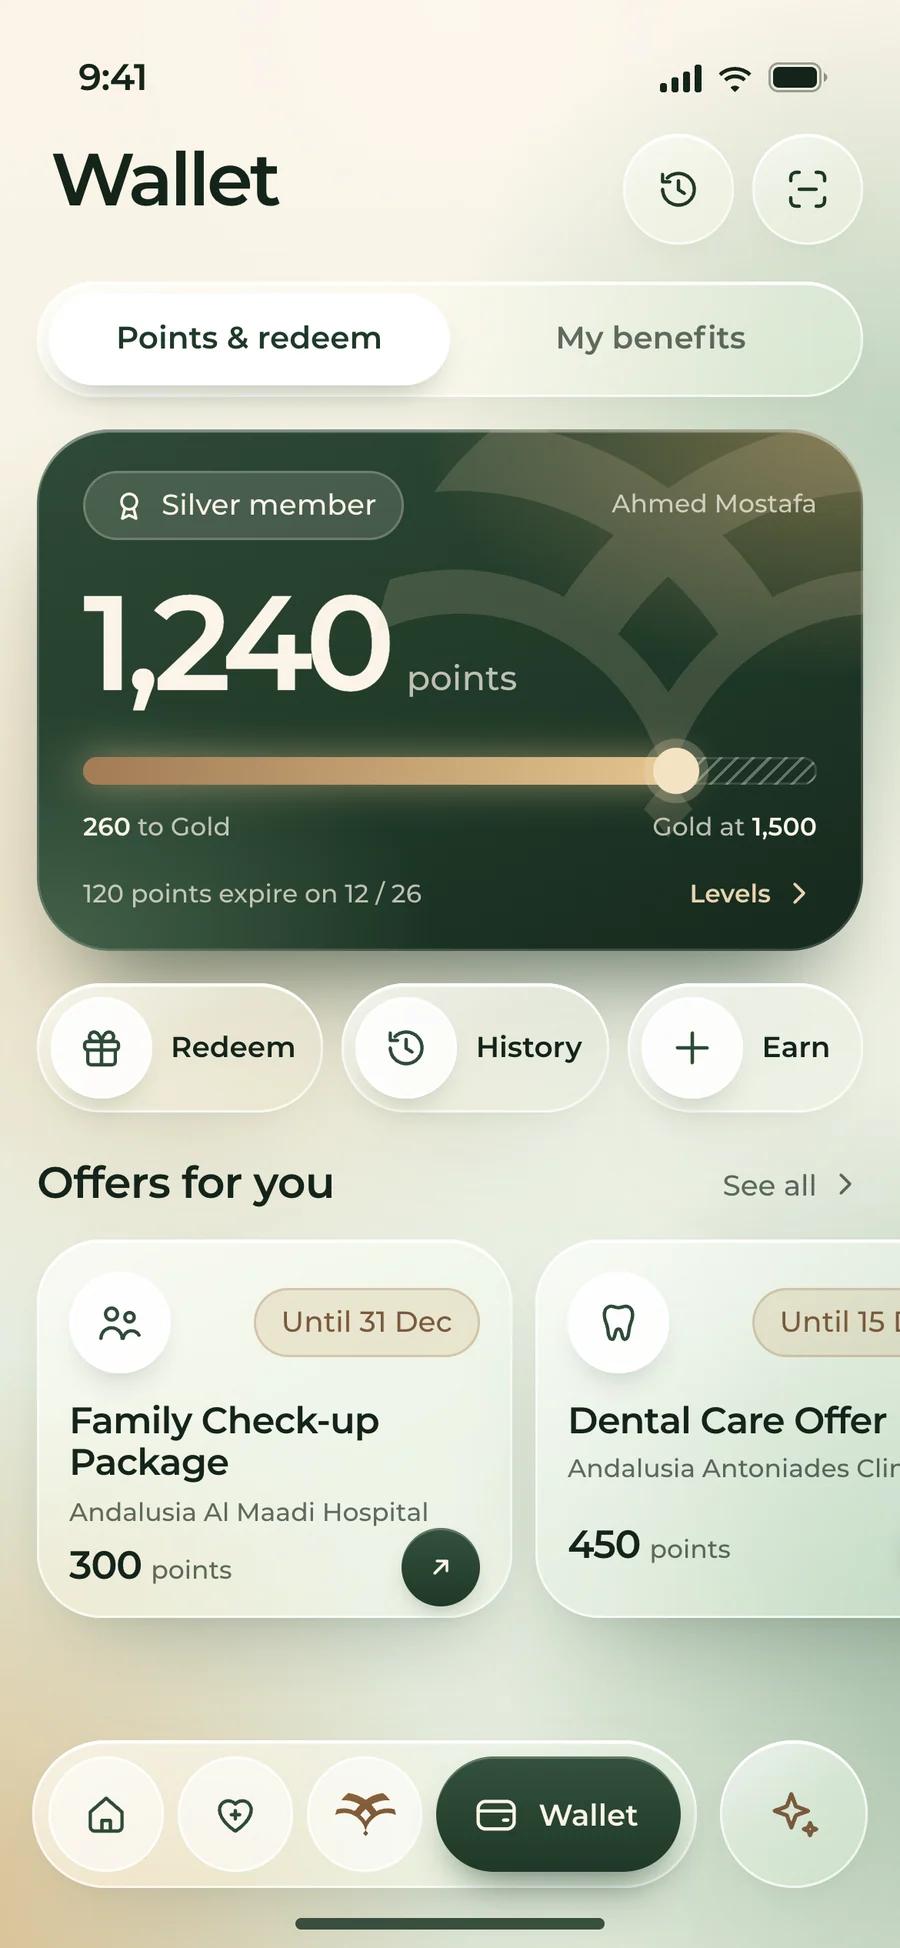 9:41
Wallet
Points & redeem
My benefits
Silver member
Ahmed Mostafa
1,240 points
260 to Gold
Gold at 1,500
120 points expire on 12 / 26
Levels
Redeem
History
Earn
Offers for you
See all
Until 31 Dec
Family Check-up
Package
Andalusia Al Maadi Hospital
300 points
Until 15
Dental Care Offer
Andalusia Antoniades
450 points
Wallet